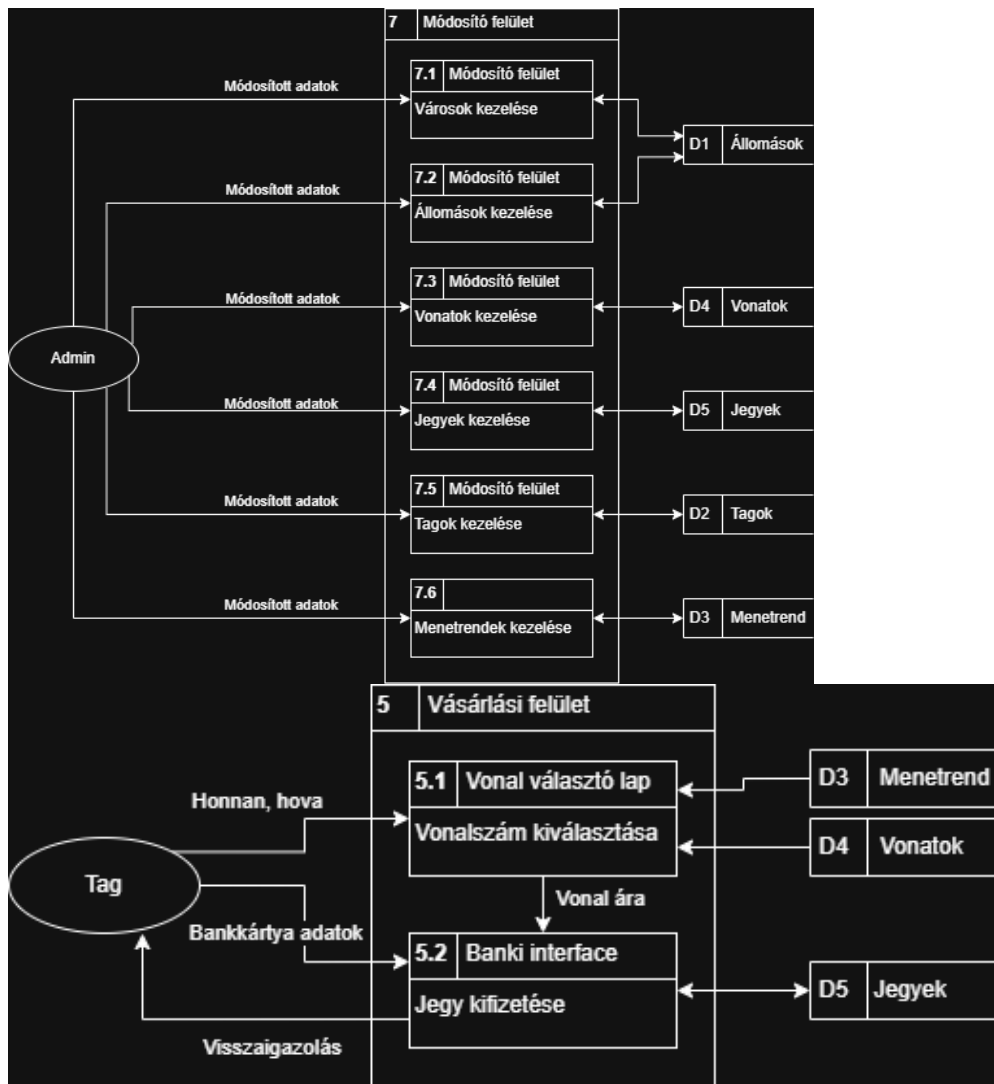 7 Módosító felület
7.1 Módosító felület
Módosított adatok
Városok kezelése
D1 Állomások
7.2 Módosító felület
Módosított adatok
Állomások kezelése
7.3 Módosító felület
Módosított adatok
Vonatok kezelése
D4 Vonatok
Admin
7.4 Módosító felület
Módosított adatok
Jegyek kezelése
D5 Jegyek
7.5 Módosító felület
Módosított adatok
Tagok kezelése
D2 Tagok
7.6
Módosított adatok
Menetrendek kezelése
D3 Menetrend
5 Vásárlási felület
5.1 Vonal választó lap
D3 Menetrend
Honnan, hova
Vonalszám kiválasztása
D4 Vonatok
Tag
Vonal ára
Bankkártya adatok
5.2 Banki interface
D5 Jegyek
Jegy kifizetése
Visszaigazolás